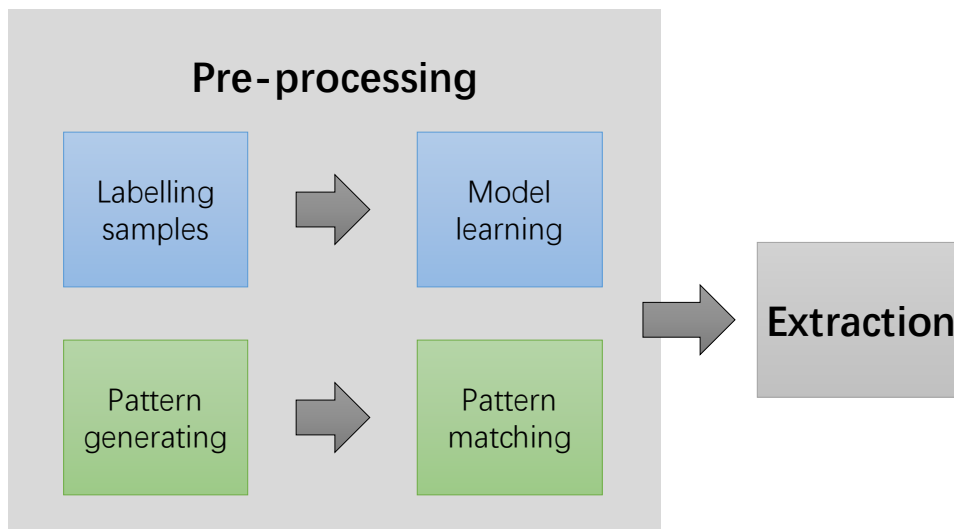 Pre-processing
Labelling
samples
Model
learning
Extraction
Pattern
generating
Pattern
matching